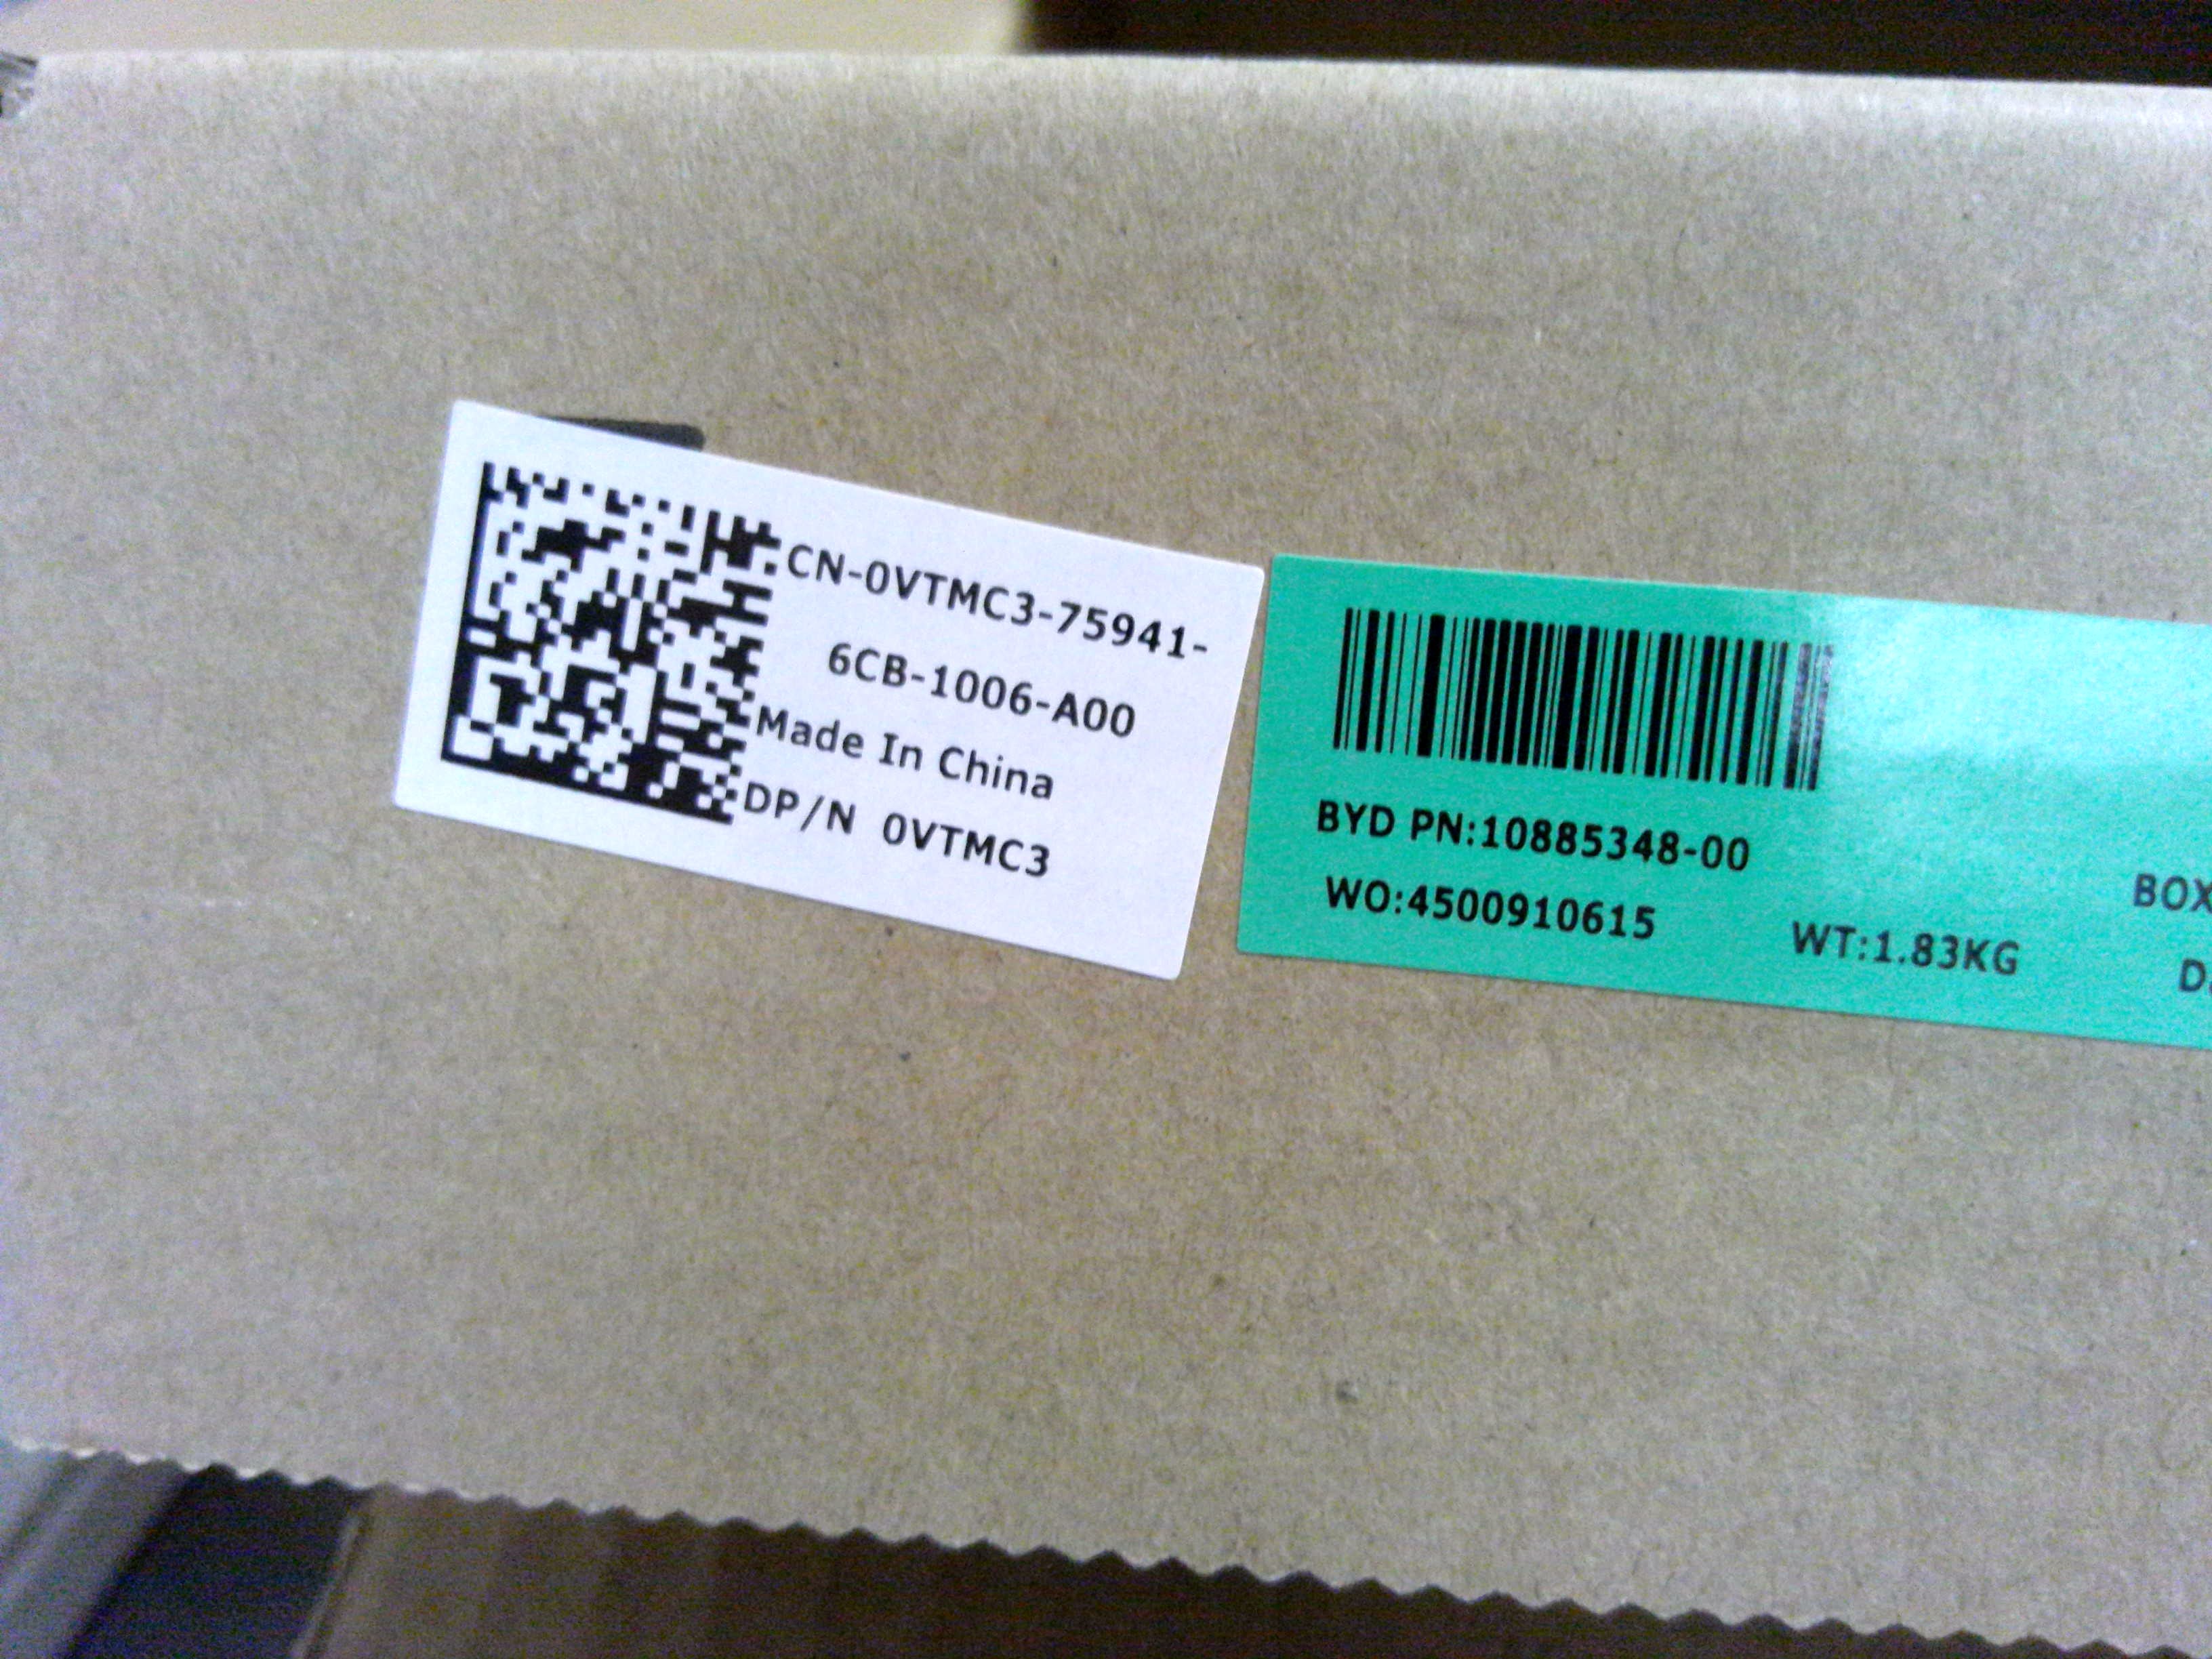 CN-0VTMC3-75941-
6CB-1006-A00
Made In China
DP/N 0VTMC3
BYD PN:10885348-00
WO:4500910615
WT:1.83KG
BOX